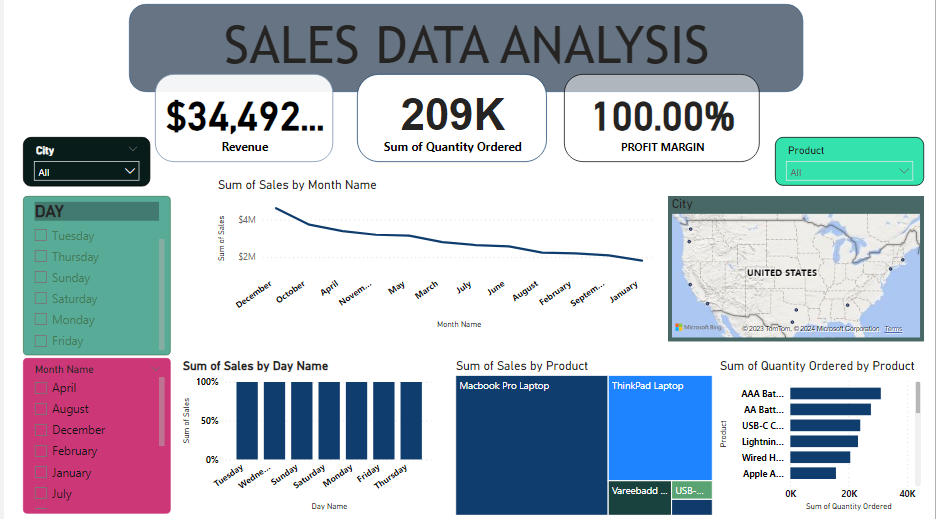 SALES DATA ANALYSIS
$34,492...
Revenue
209K
Sum of Quantity Ordered
100.00%
PROFIT MARGIN
City
All
Product
All
DAY
Tuesday
Thursday
Sunday
Saturday
Monday
Friday
Sum of Sales by Month Name
Sum of Sales
$4M
$2M
December
October
April
Novem...
May
March
July
June
August
February
Septem...
January
Month Name
City
UNITED STATES
Microsoft Bing
© 2023 TomTom, © 2024 Microsoft Corporation Terms
Month Name
April
August
December
February
January
July
Sum of Sales by Day Name
Sum of Sales
100%
50%
0%
Tuesday
Wedne...
Sunday
Saturday
Monday
Friday
Thursday
Day Name
Sum of Sales by Product
Macbook Pro Laptop
ThinkPad Laptop
Vareebadd ...
USB-...
Sum of Quantity Ordered by Product
Product
AAA Bat...
AA Batt...
USB-C C...
Lightnin...
Wired H...
Apple A...
0K
20K
40K
Sum of Quantity Ordered